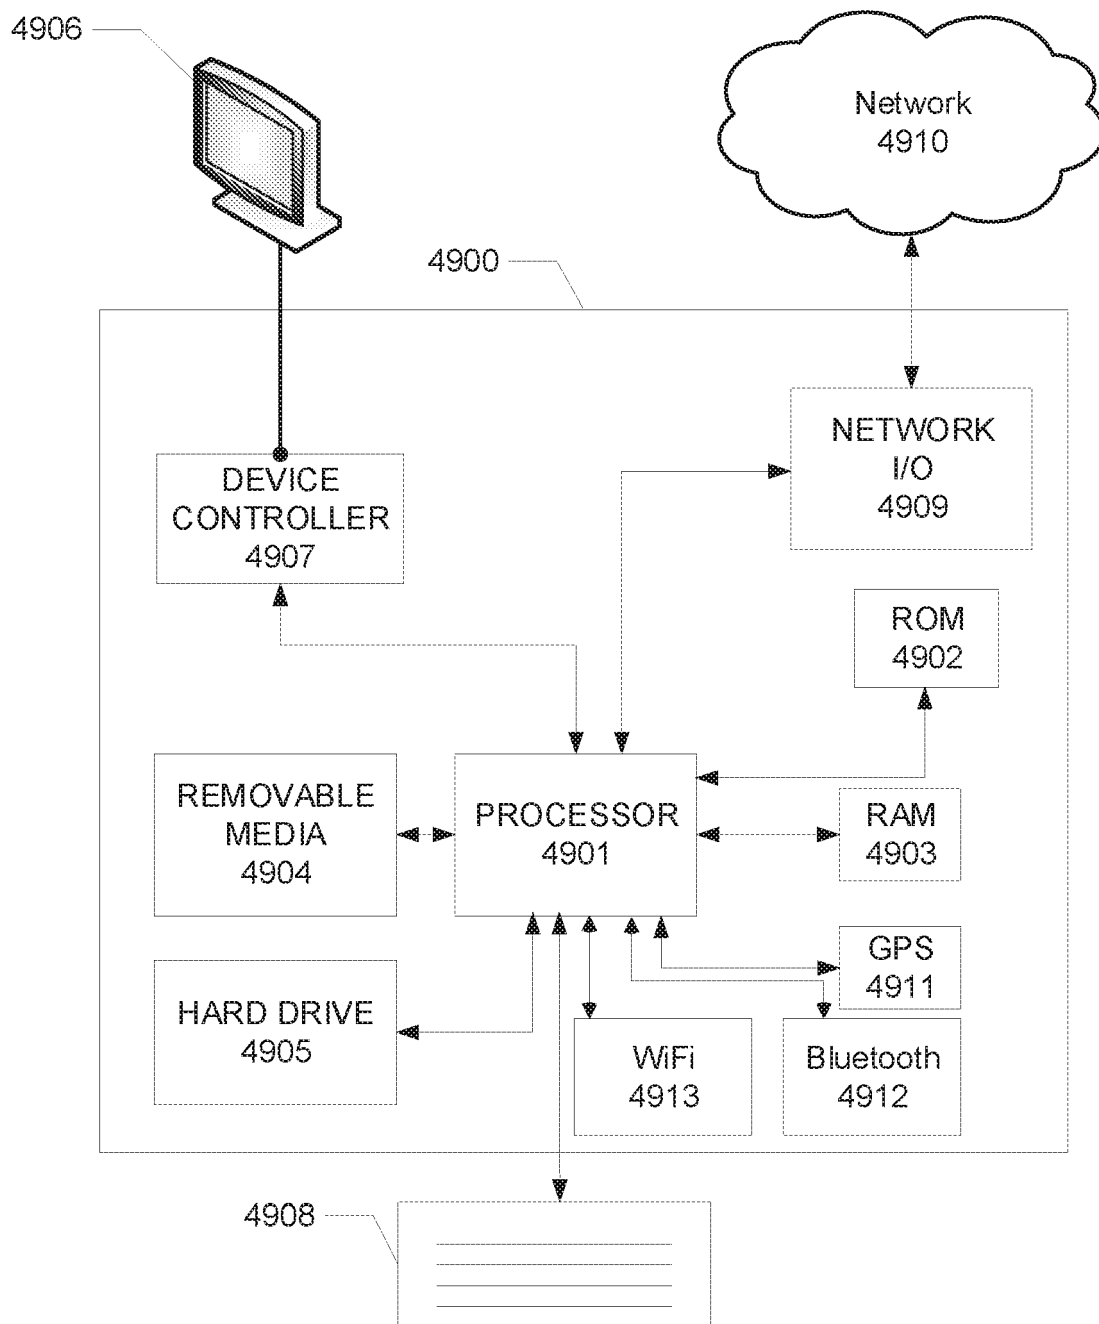 4906
Network
4910
4900
NETWORK
I/O
4909
DEVICE
CONTROLLER
4907
ROM
4902
REMOVABLE
MEDIA
4904
PROCESSOR
4901
RAM
4903
GPS
4911
HARD DRIVE
4905
WiFi
4913
Bluetooth
4912
4908